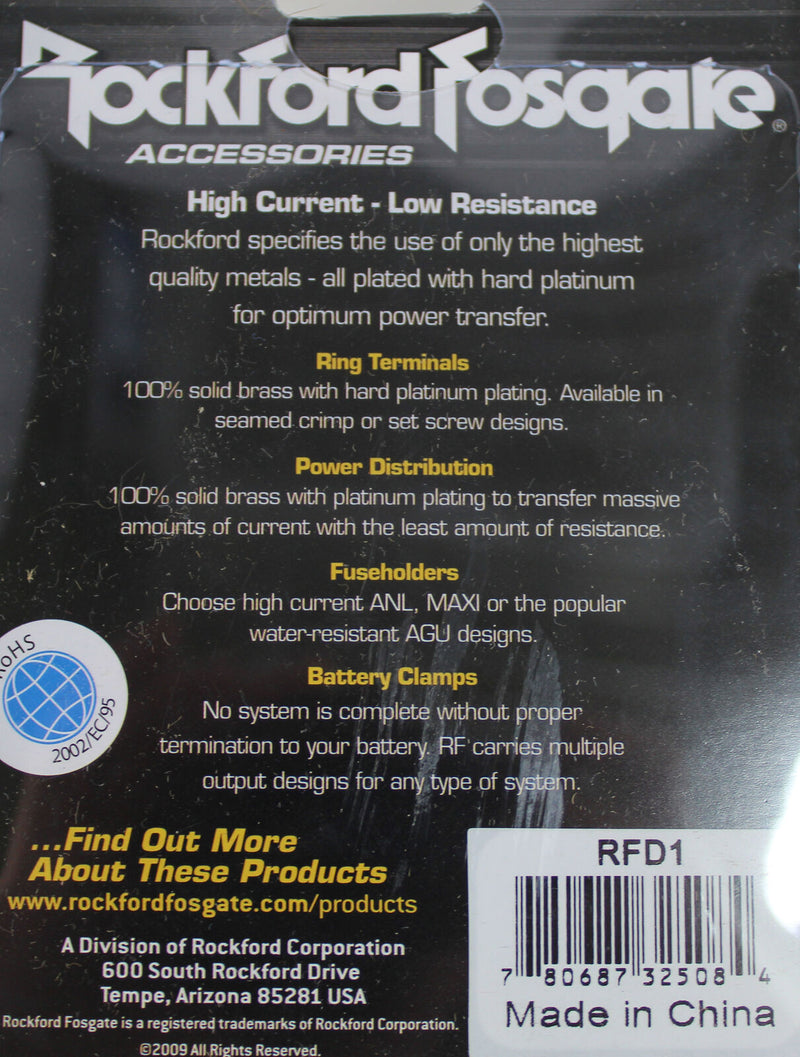 Rockford Fosgate®
ACCESSORIES
High Current - Low Resistance
Rockford specifies the use of only the highest
quality metals - all plated with hard platinum
for optimum power transfer.
Ring Terminals
100% solid brass with hard platinum plating. Available in
seamed crimp or set screw designs.
Power Distribution
100% solid brass with platinum plating to transfer massive
amounts of current with the least amount of resistance.
Fuseholders
Choose high current ANL, MAXI or the popular
water-resistant AGU designs.
RoHS
2002/EC/95
Battery Clamps
No system is complete without proper
termination to your battery. RF carries multiple
output designs for any type of system.
...Find Out More
About These Products
www.rockfordfosgate.com/products
A Division of Rockford Corporation
600 South Rockford Drive
Tempe, Arizona 85281 USA
Rockford Fosgate is a registered trademarks of Rockford Corporation.
©2009 All Rights Reserved.
RFD1
7 80687 32508 4
Made in China